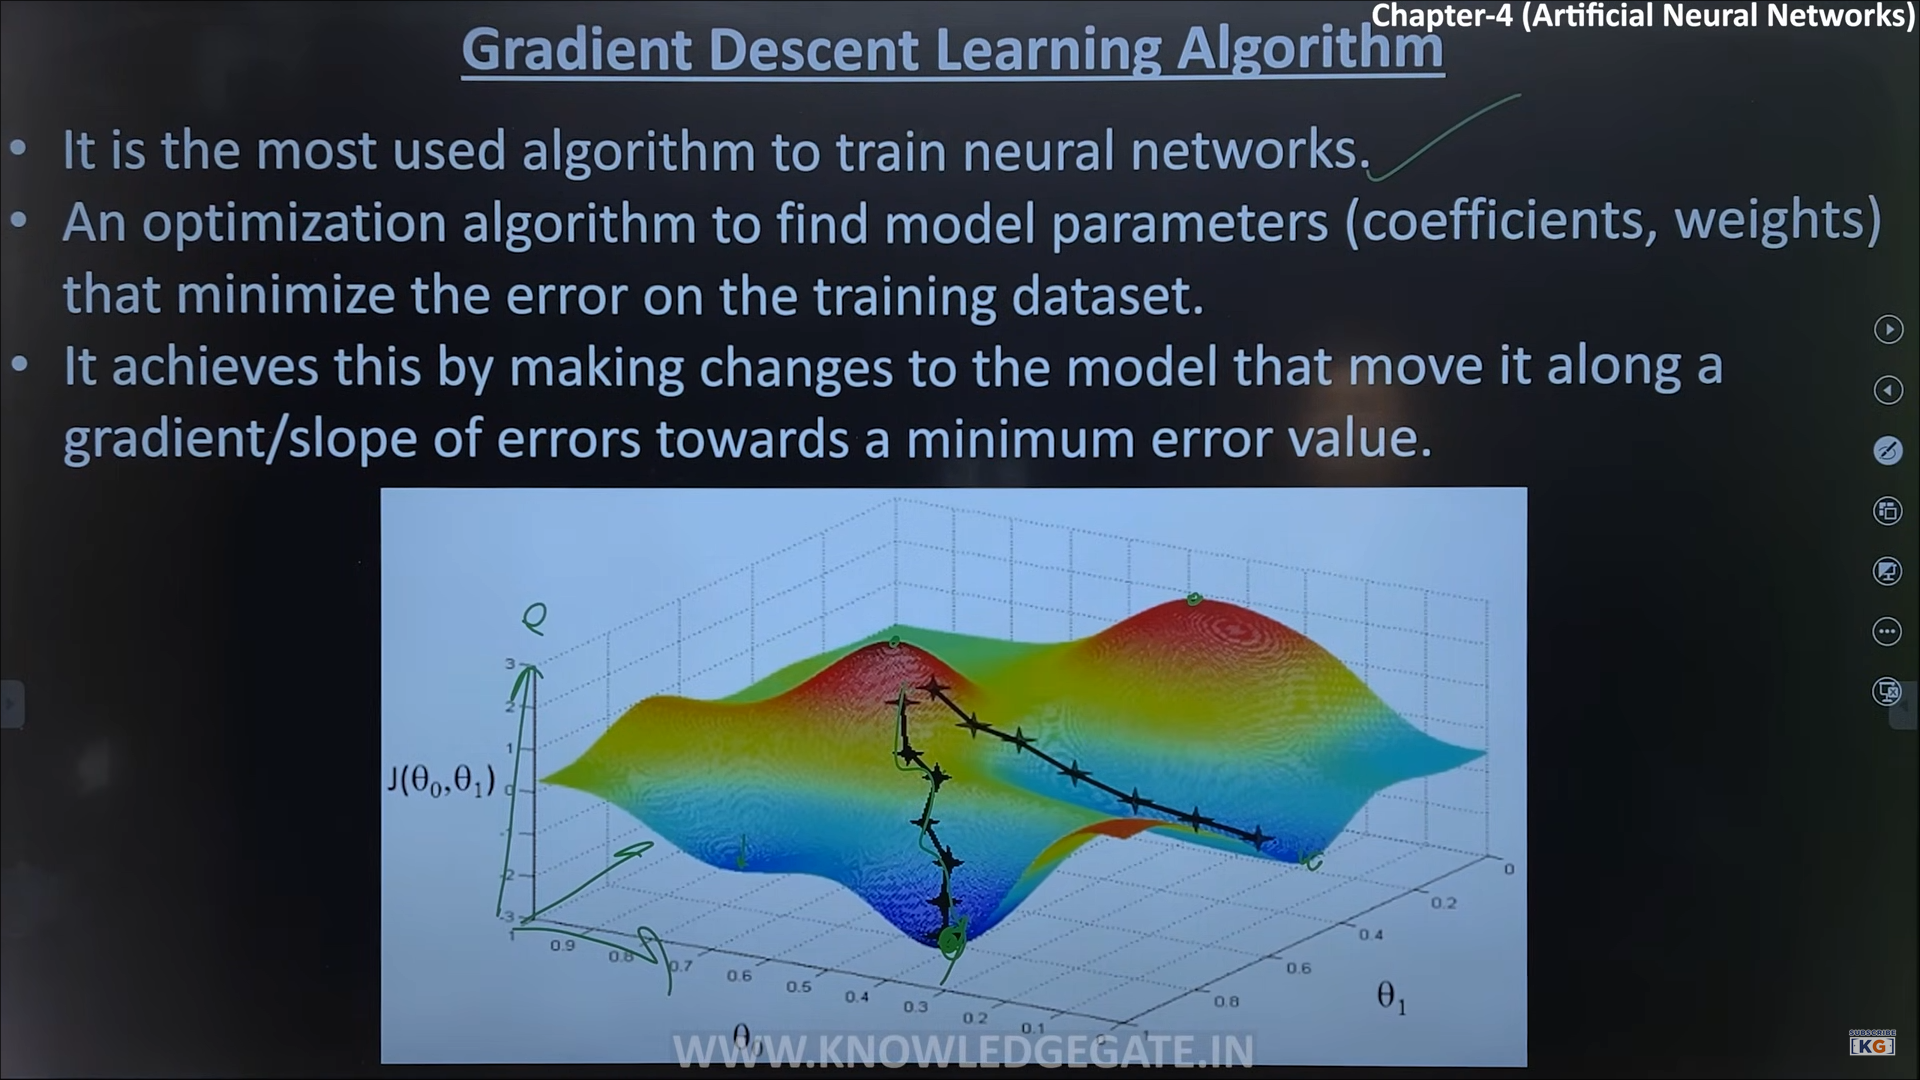 Chapter-4 (Artificial Neural Networks)
Gradient Descent Learning Algorithm
• It is the most used algorithm to train neural networks.
• An optimization algorithm to find model parameters (coefficients, weights)
that minimize the error on the training dataset.
• It achieves this by making changes to the model that move it along a
gradient/slope of errors towards a minimum error value.
e
3
2
1
0
-1
-2
-3
J(θ0,θ1)
1
0.9
0.8
0.7
0.6
0.5
0.4
0.3
0.2
0.1
0
θ0
1
0.8
0.6
0.4
0.2
0
θ1
WWW.KNOWLEDGEGATE.IN
SUBSCRIBE
KG